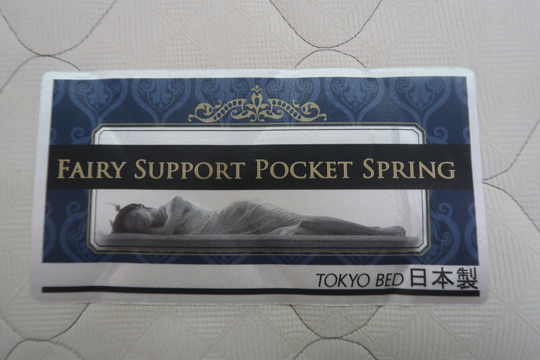 FAIRY SUPPORT POCKET SPRING
TOKYO BED 日本製